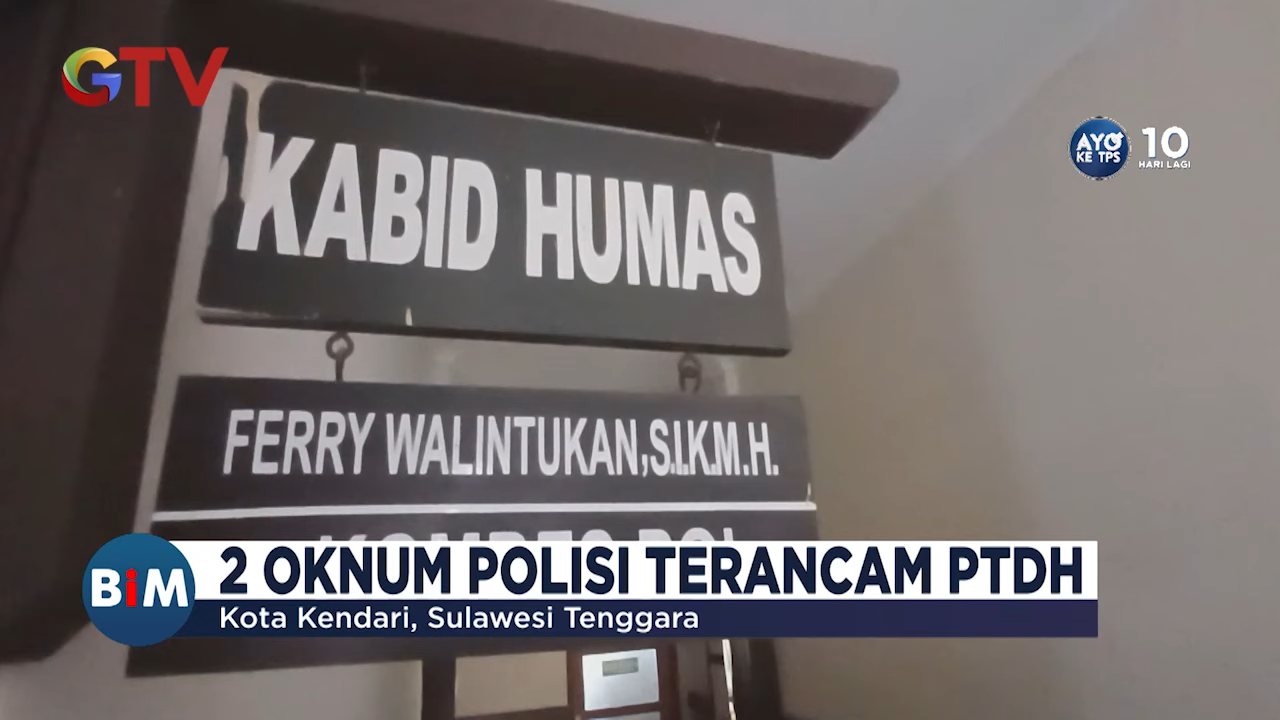 GTV
AYO
KE TPS
10
HARI LAGI
KABID HUMAS
FERRY WALINTUKAN,S.I.K.M.H.
BiM
2 OKNUM POLISI TERANCAM PTDH
Kota Kendari, Sulawesi Tenggara